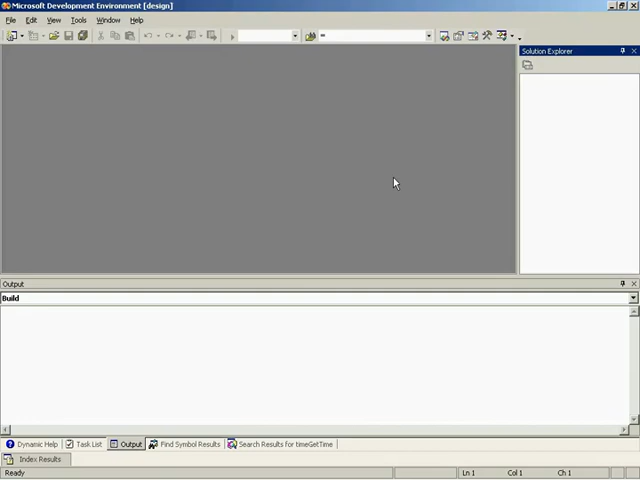 Microsoft Development Environment [design]
File Edit View Tools Window Help
=
Solution Explorer
Output
Build
Dynamic Help Task List Output Find Symbol Results Search Results for timeGetTime
Index Results
Ready Ln 1 Col 1 Ch 1